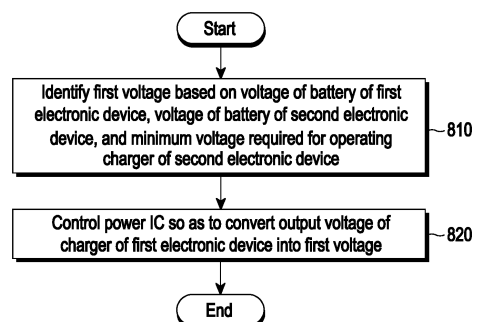 Start
Identify first voltage based on voltage of battery of first
electronic device, voltage of battery of second electronic
device, and minimum voltage required for operating
charger of second electronic device
810
Control power IC so as to convert output voltage of
charger of first electronic device into first voltage
820
End